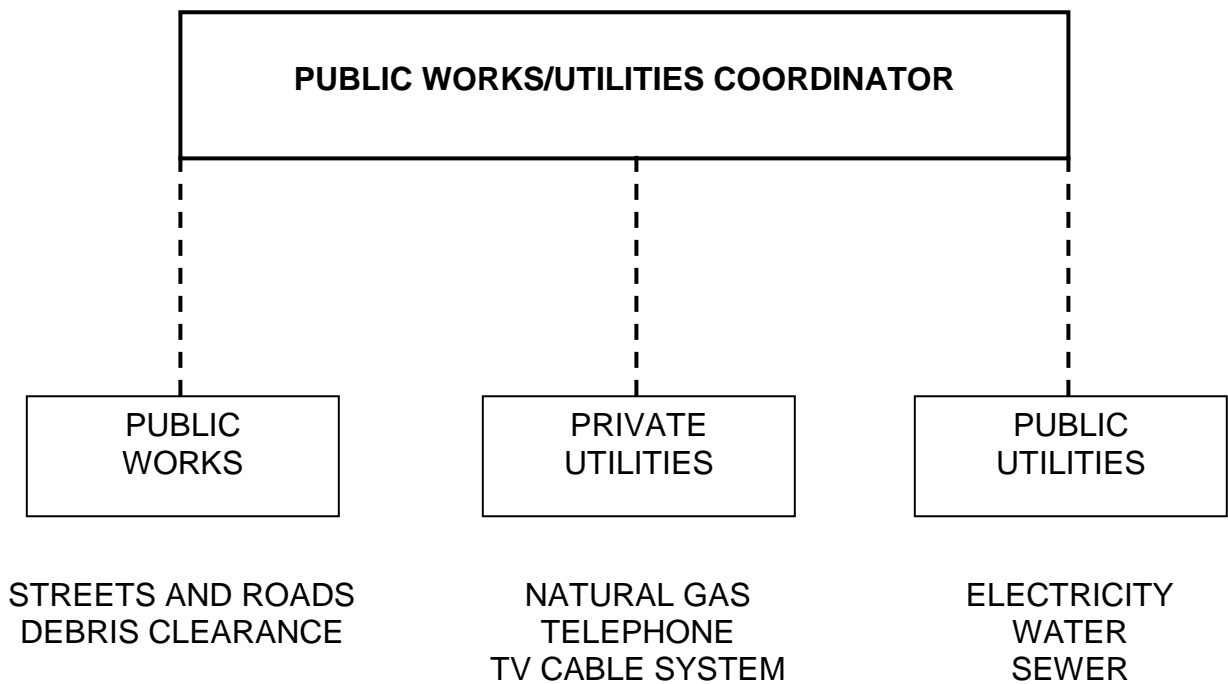 PUBLIC WORKS/UTILITIES COORDINATOR
PUBLIC
WORKS
PRIVATE
UTILITIES
PUBLIC
UTILITIES
STREETS AND ROADS
DEBRIS CLEARANCE
NATURAL GAS
TELEPHONE
TV CABLE SYSTEM
ELECTRICITY
WATER
SEWER